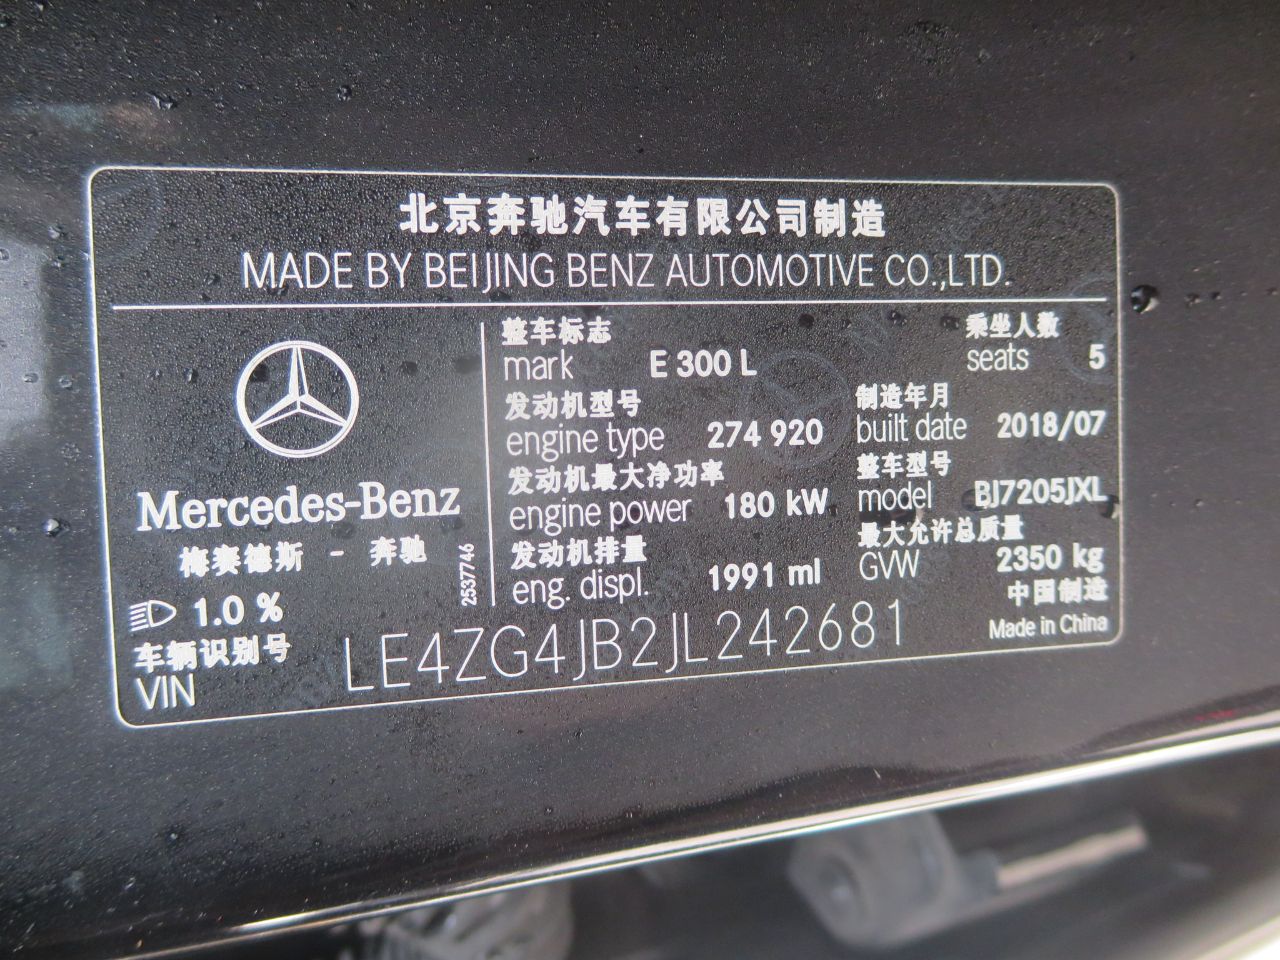 北京奔驰汽车有限公司制造
MADE BY BEIJING BENZ AUTOMOTIVE CO.,LTD.
Mercedes-Benz
梅赛德斯 - 奔驰
1.0 %
2537746
整车标志
mark E 300 L
乘坐人数
seats 5
发动机型号
engine type 274 920
制造年月
built date 2018/07
发动机最大净功率
engine power 180 kW
整车型号
model BJ7205JXL
发动机排量
eng. displ. 1991 ml
最大允许总质量
GVW 2350 kg
中国制造
Made in China
车辆识别号
VIN LE4ZG4JB2JL242681